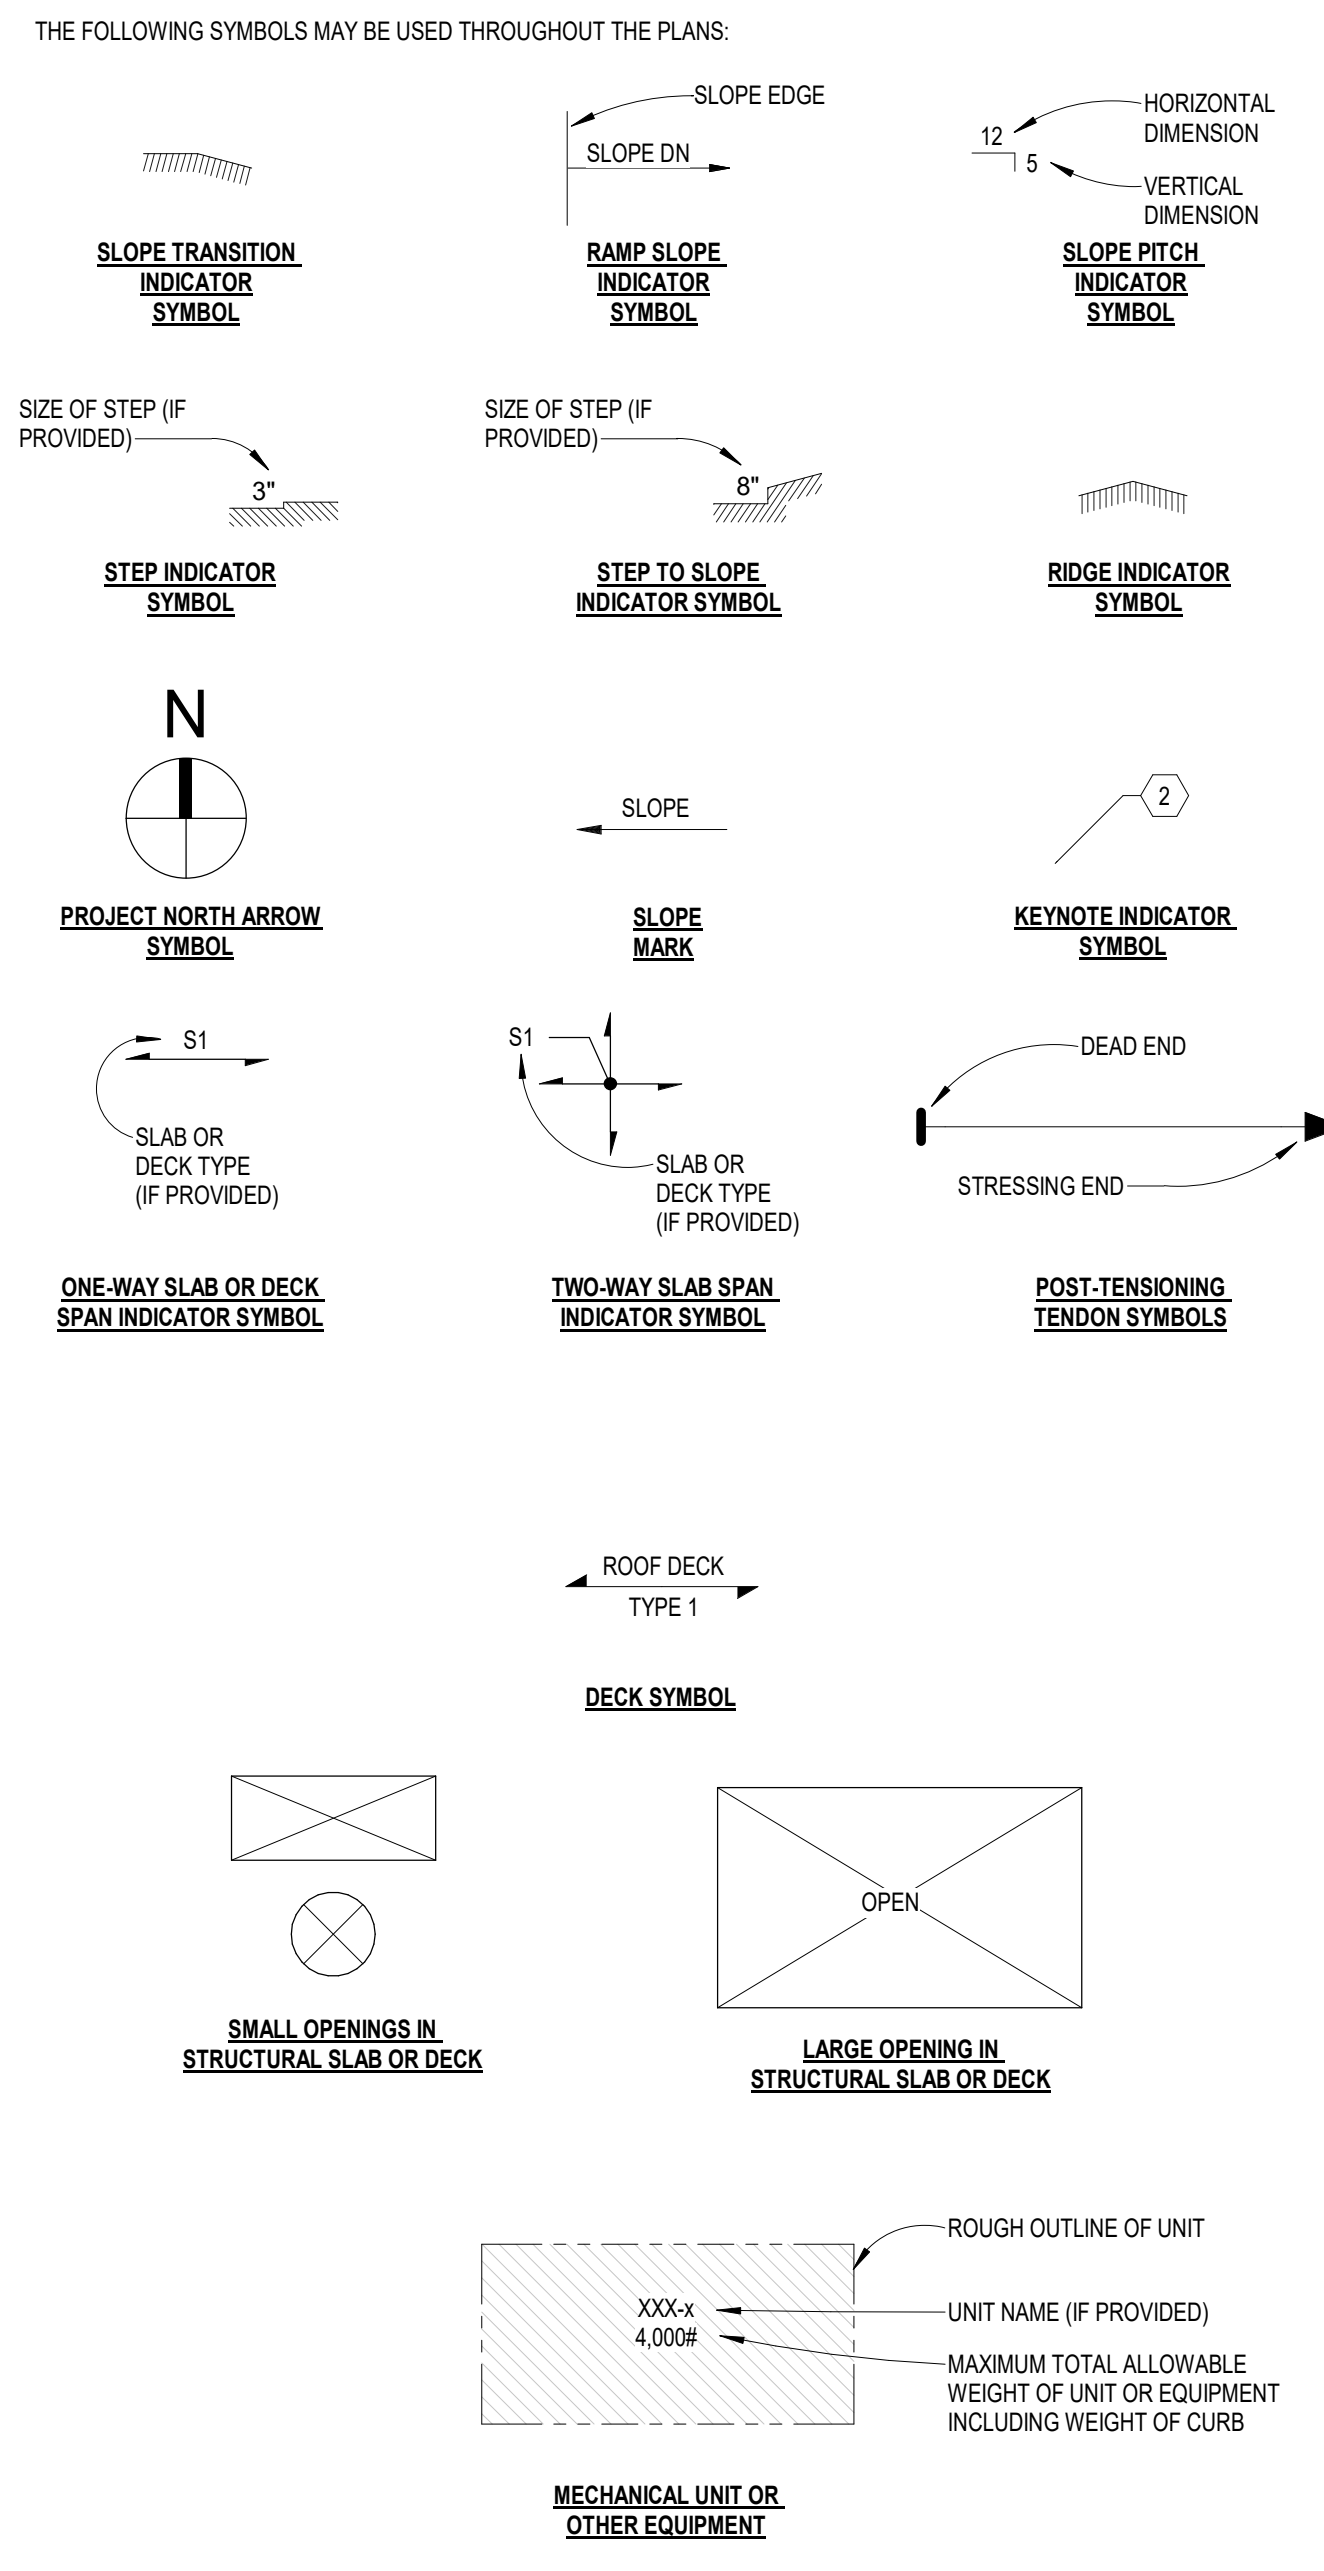 THE FOLLOWING SYMBOLS MAY BE USED THROUGHOUT THE PLANS:
SLOPE TRANSITION
INDICATOR
SYMBOL
SLOPE EDGE
SLOPE DN
RAMP SLOPE
INDICATOR
SYMBOL
12
5
HORIZONTAL
DIMENSION
VERTICAL
DIMENSION
SLOPE PITCH
INDICATOR
SYMBOL
SIZE OF STEP (IF
PROVIDED)
3"
STEP INDICATOR
SYMBOL
SIZE OF STEP (IF
PROVIDED)
8"
STEP TO SLOPE
INDICATOR SYMBOL
RIDGE INDICATOR
SYMBOL
N
PROJECT NORTH ARROW
SYMBOL
SLOPE
SLOPE
MARK
2
KEYNOTE INDICATOR
SYMBOL
S1
SLAB OR
DECK TYPE
(IF PROVIDED)
ONE-WAY SLAB OR DECK
SPAN INDICATOR SYMBOL
S1
SLAB OR
DECK TYPE
(IF PROVIDED)
TWO-WAY SLAB SPAN
INDICATOR SYMBOL
DEAD END
STRESSING END
POST-TENSIONING
TENDON SYMBOLS
ROOF DECK
TYPE 1
DECK SYMBOL
SMALL OPENINGS IN
STRUCTURAL SLAB OR DECK
OPEN
LARGE OPENING IN
STRUCTURAL SLAB OR DECK
XXX-x
4,000#
ROUGH OUTLINE OF UNIT
UNIT NAME (IF PROVIDED)
MAXIMUM TOTAL ALLOWABLE
WEIGHT OF UNIT OR EQUIPMENT
INCLUDING WEIGHT OF CURB
MECHANICAL UNIT OR
OTHER EQUIPMENT